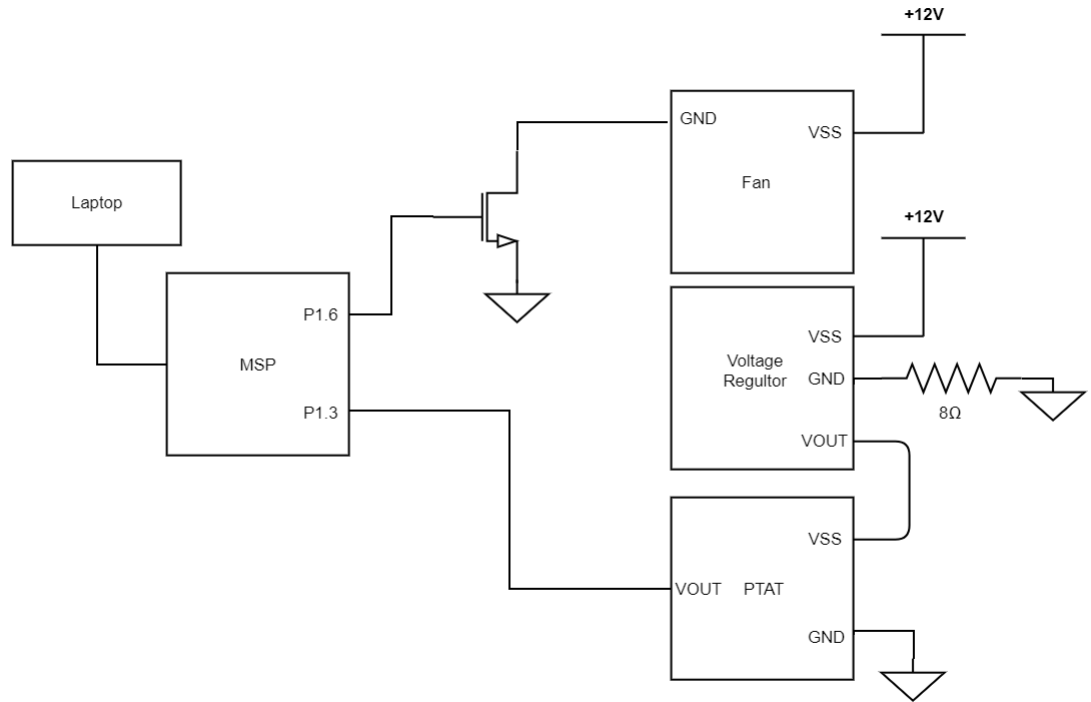 +12V
GND
VSS
Fan
Laptop
+12V
P1.6
MSP
P1.3
VSS
Voltage
Regultor
GND
8Ω
VOUT
VSS
VOUT
PTAT
GND